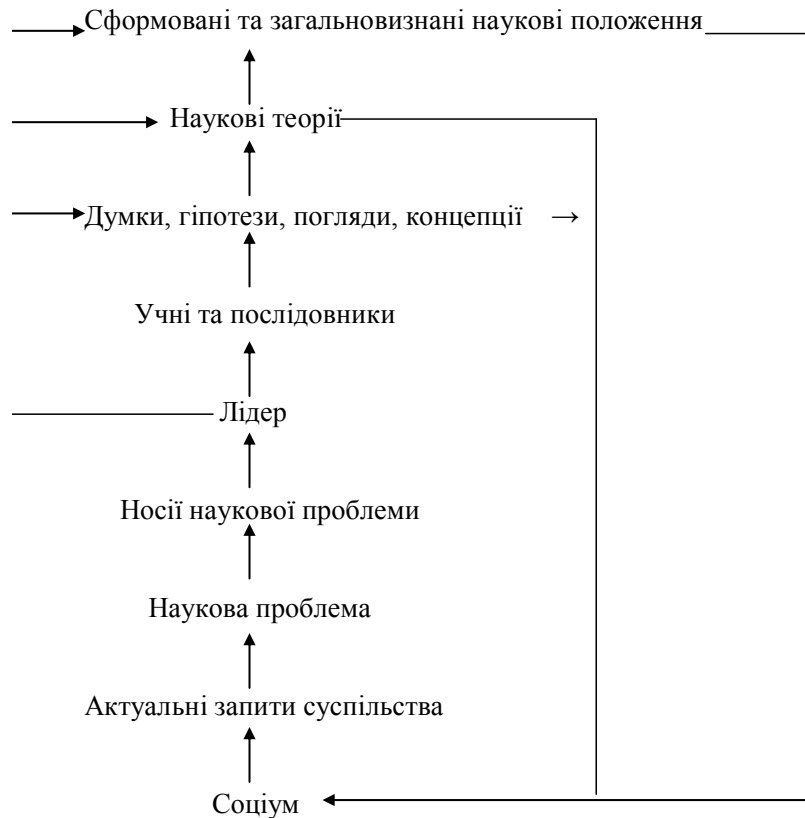 Сформовані та загальновизнані наукові положення
Наукові теорії
Думки, гіпотези, погляди, концепції →
Учні та послідовники
Лідер
Носії наукової проблеми
Наукова проблема
Актуальні запити суспільства
Соціум